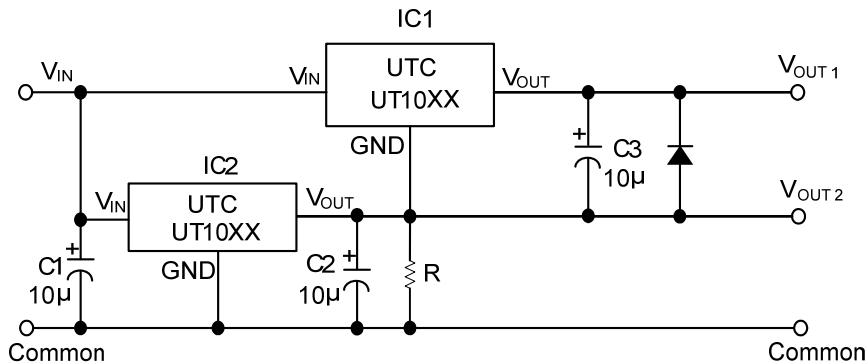 IC1
VIN
VIN
UTC
UT10XX
VOUT
VOUT 1
GND
C3
10μ
IC2
VIN
UTC
UT10XX
VOUT
VOUT 2
GND
C1
10μ
C2
10μ
R
Common
Common